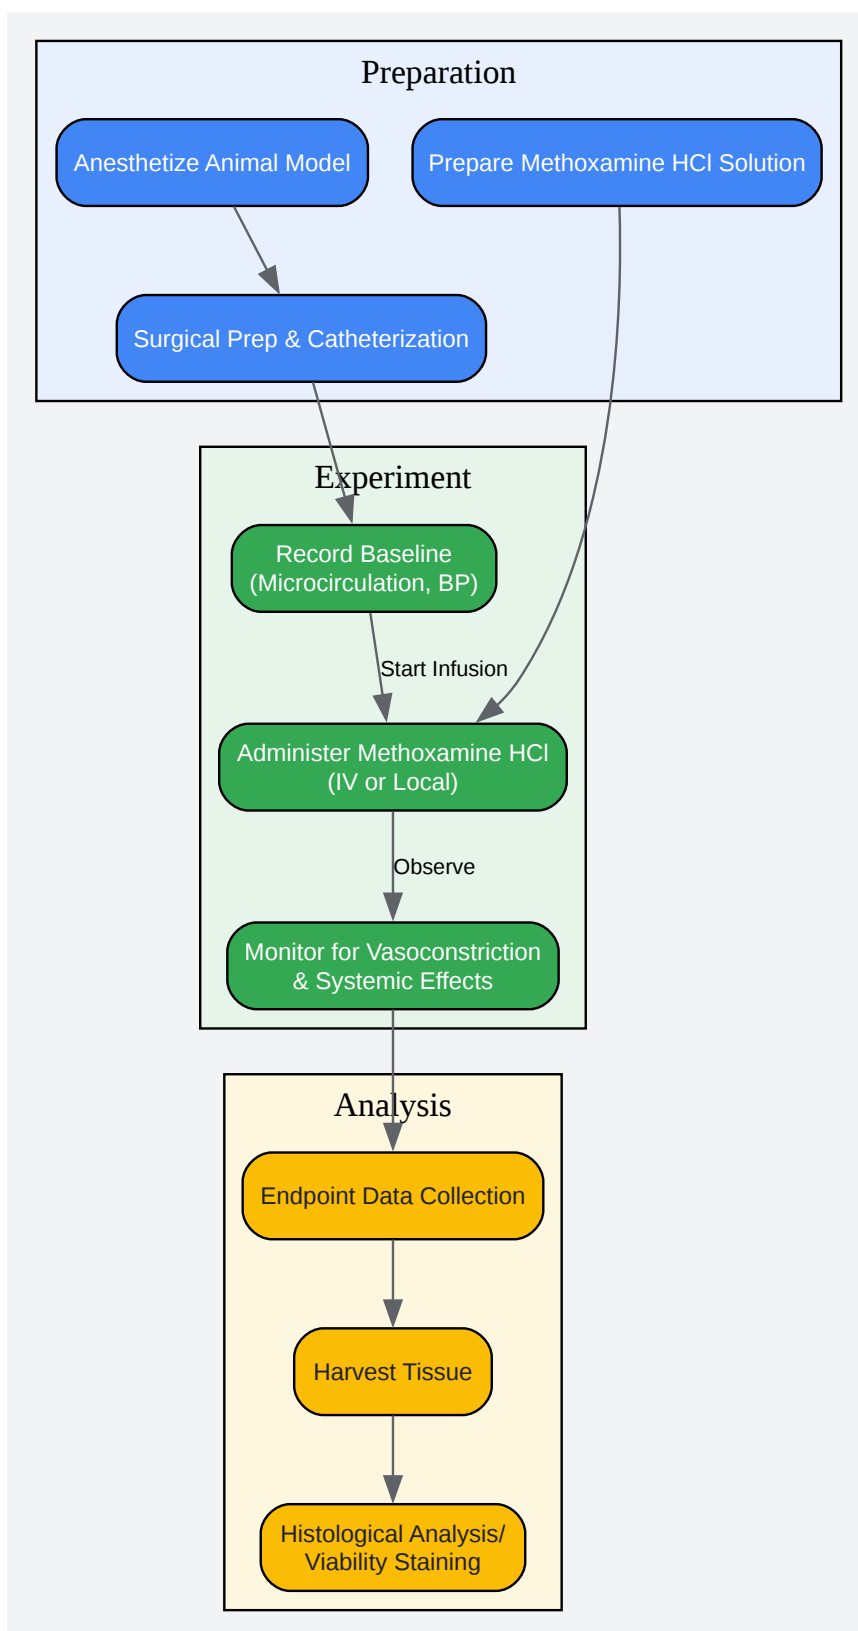 Preparation
Anesthetize Animal Model
Prepare Methoxamine HCl Solution
Surgical Prep & Catheterization
Experiment
Record Baseline
(Microcirculation, BP)
Start Infusion
Administer Methoxamine HCl
(IV or Local)
Observe
Monitor for Vasoconstriction
& Systemic Effects
Analysis
Endpoint Data Collection
Harvest Tissue
Histological Analysis/
Viability Staining